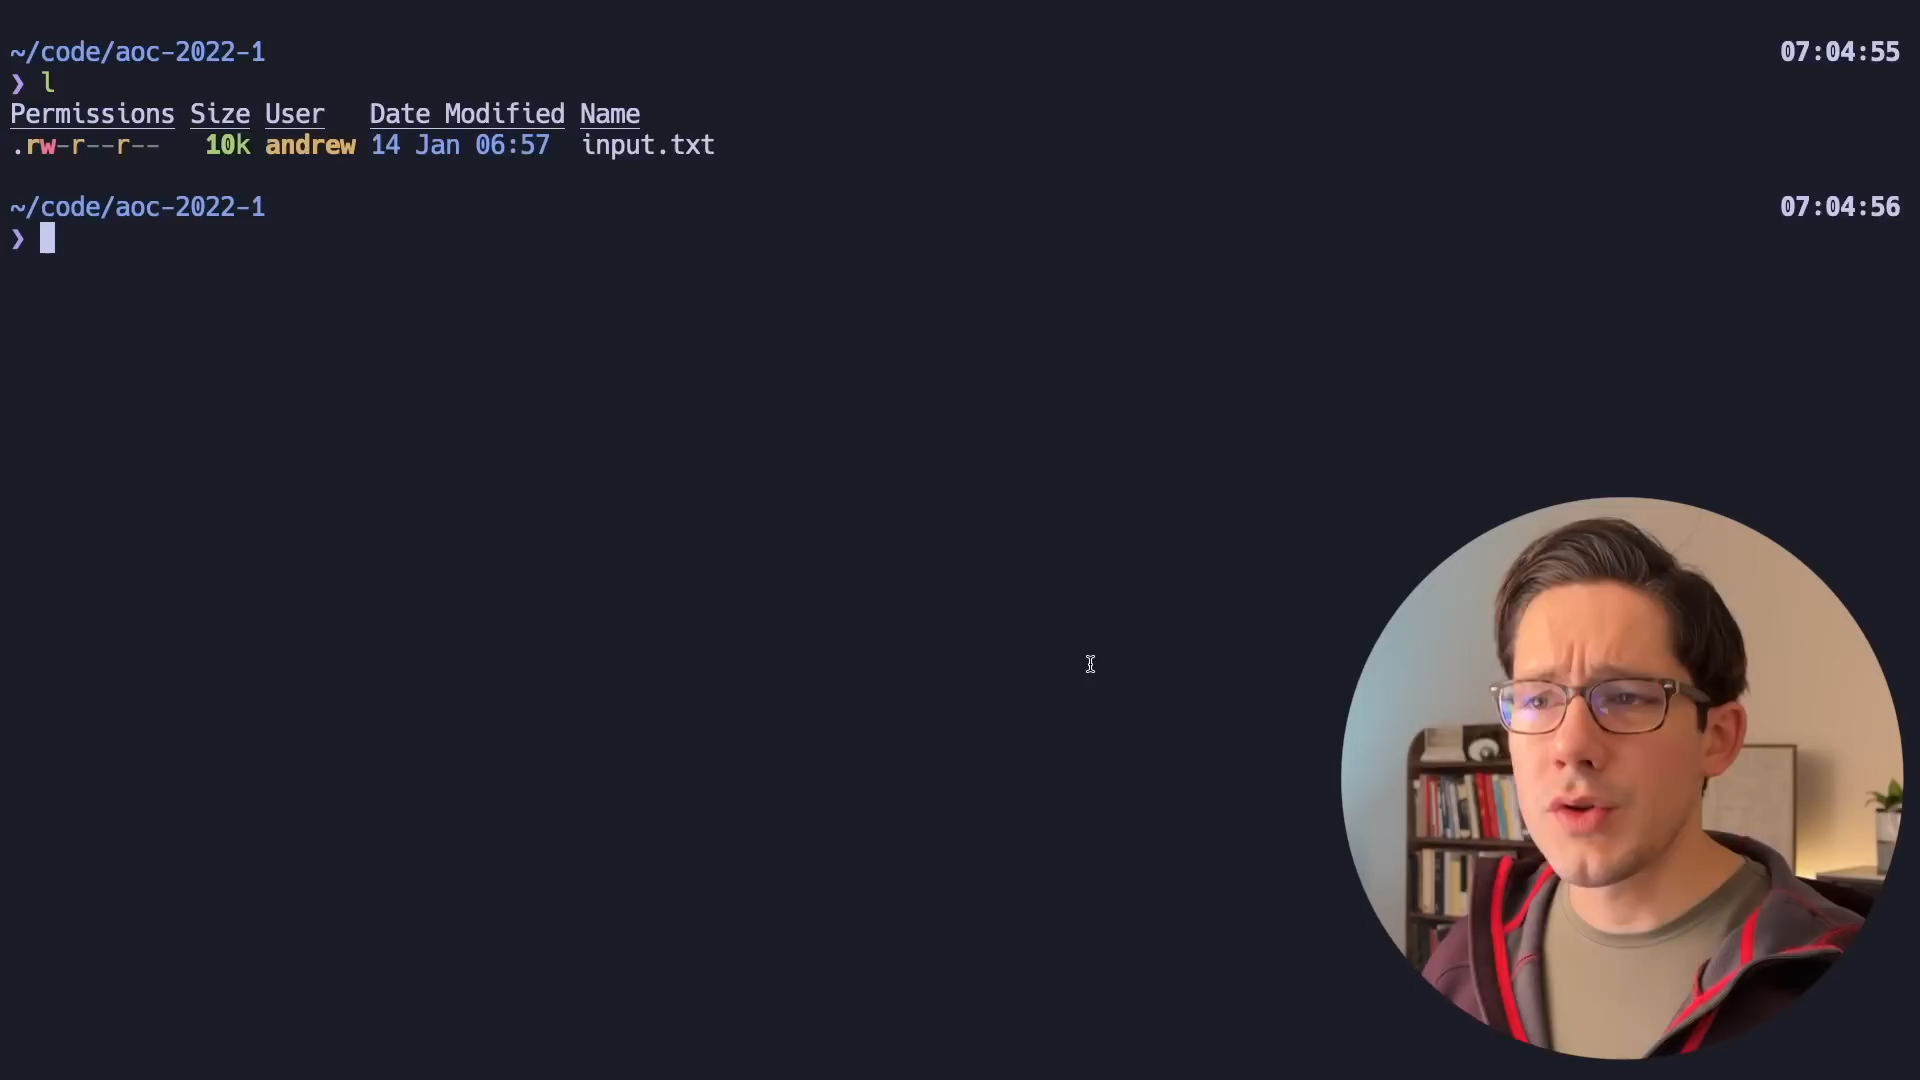 ~/code/aoc-2022-1 07:04:55
❯ l
Permissions Size User Date Modified Name
.rw-r--r-- 10k andrew 14 Jan 06:57 input.txt
~/code/aoc-2022-1 07:04:56
❯